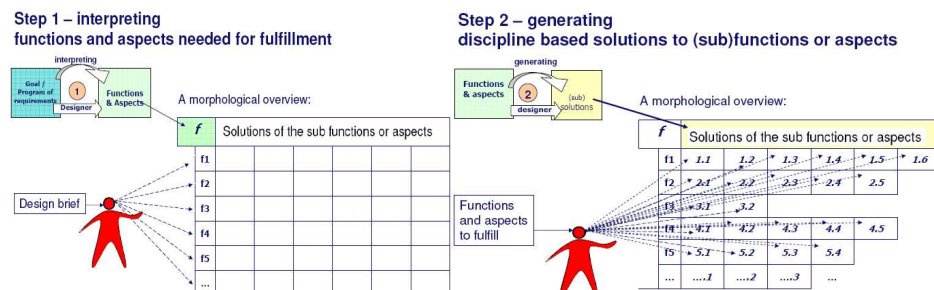 Step 1 – interpreting
functions and aspects needed for fulfillment
interpreting
Goal /
Program of
requirements
1
Designer
Functions
& Aspects
A morphological overview:
f
Solutions of the sub functions or aspects
f1
f2
f3
f4
f5
...
Design brief
Step 2 – generating
discipline based solutions to (sub)functions or aspects
generating
Functions
& aspects
2
designer
(sub)
solutions
A morphological overview:
f
Solutions of the sub functions or aspects
f1 1.1 1.2 1.3 1.4 1.5 1.6
f2 2.1 2.2 2.3 2.4 2.5
f3 3.1 3.2
f4 4.1 4.2 4.3 4.4 4.5
f5 5.1 5.2 5.3 5.4
... ....1 ....2 ....3 ...
Functions
and aspects
to fulfill